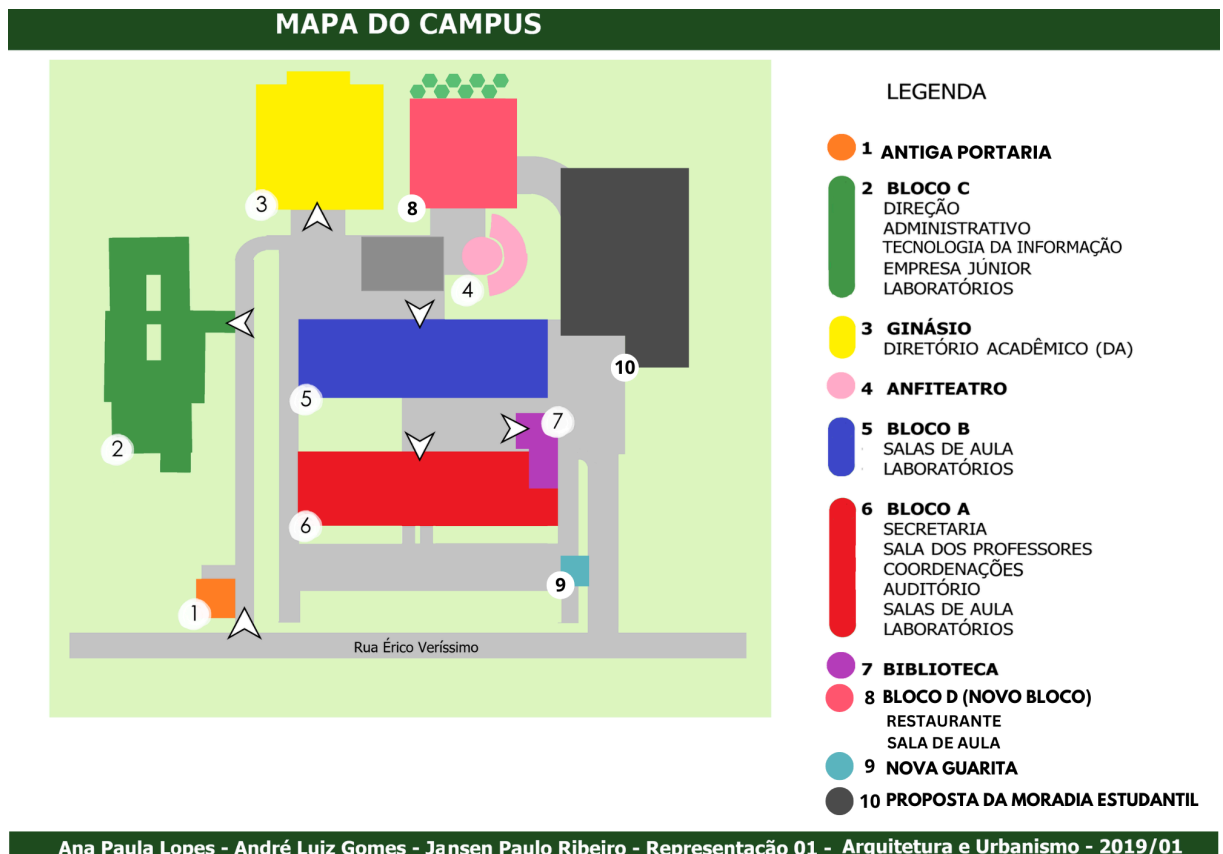 MAPA DO CAMPUS
3
8
4
5
10
7
2
6
9
1
Rua Érico Veríssimo
LEGENDA
1 ANTIGA PORTARIA
2 BLOCO C
DIREÇÃO
ADMINISTRATIVO
TECNOLOGIA DA INFORMAÇÃO
EMPRESA JÚNIOR
LABORATÓRIOS
3 GINÁSIO
DIRETÓRIO ACADÊMICO (DA)
4 ANFITEATRO
5 BLOCO B
SALAS DE AULA
LABORATÓRIOS
6 BLOCO A
SECRETARIA
SALA DOS PROFESSORES
COORDENAÇÕES
AUDITÓRIO
SALAS DE AULA
LABORATÓRIOS
7 BIBLIOTECA
8 BLOCO D (NOVO BLOCO)
RESTAURANTE
SALA DE AULA
9 NOVA GUARITA
10 PROPOSTA DA MORADIA ESTUDANTIL
Ana Paula Lopes - André Luiz Gomes - Jansen Paulo Ribeiro - Representação 01 - Arquitetura e Urbanismo - 2019/01